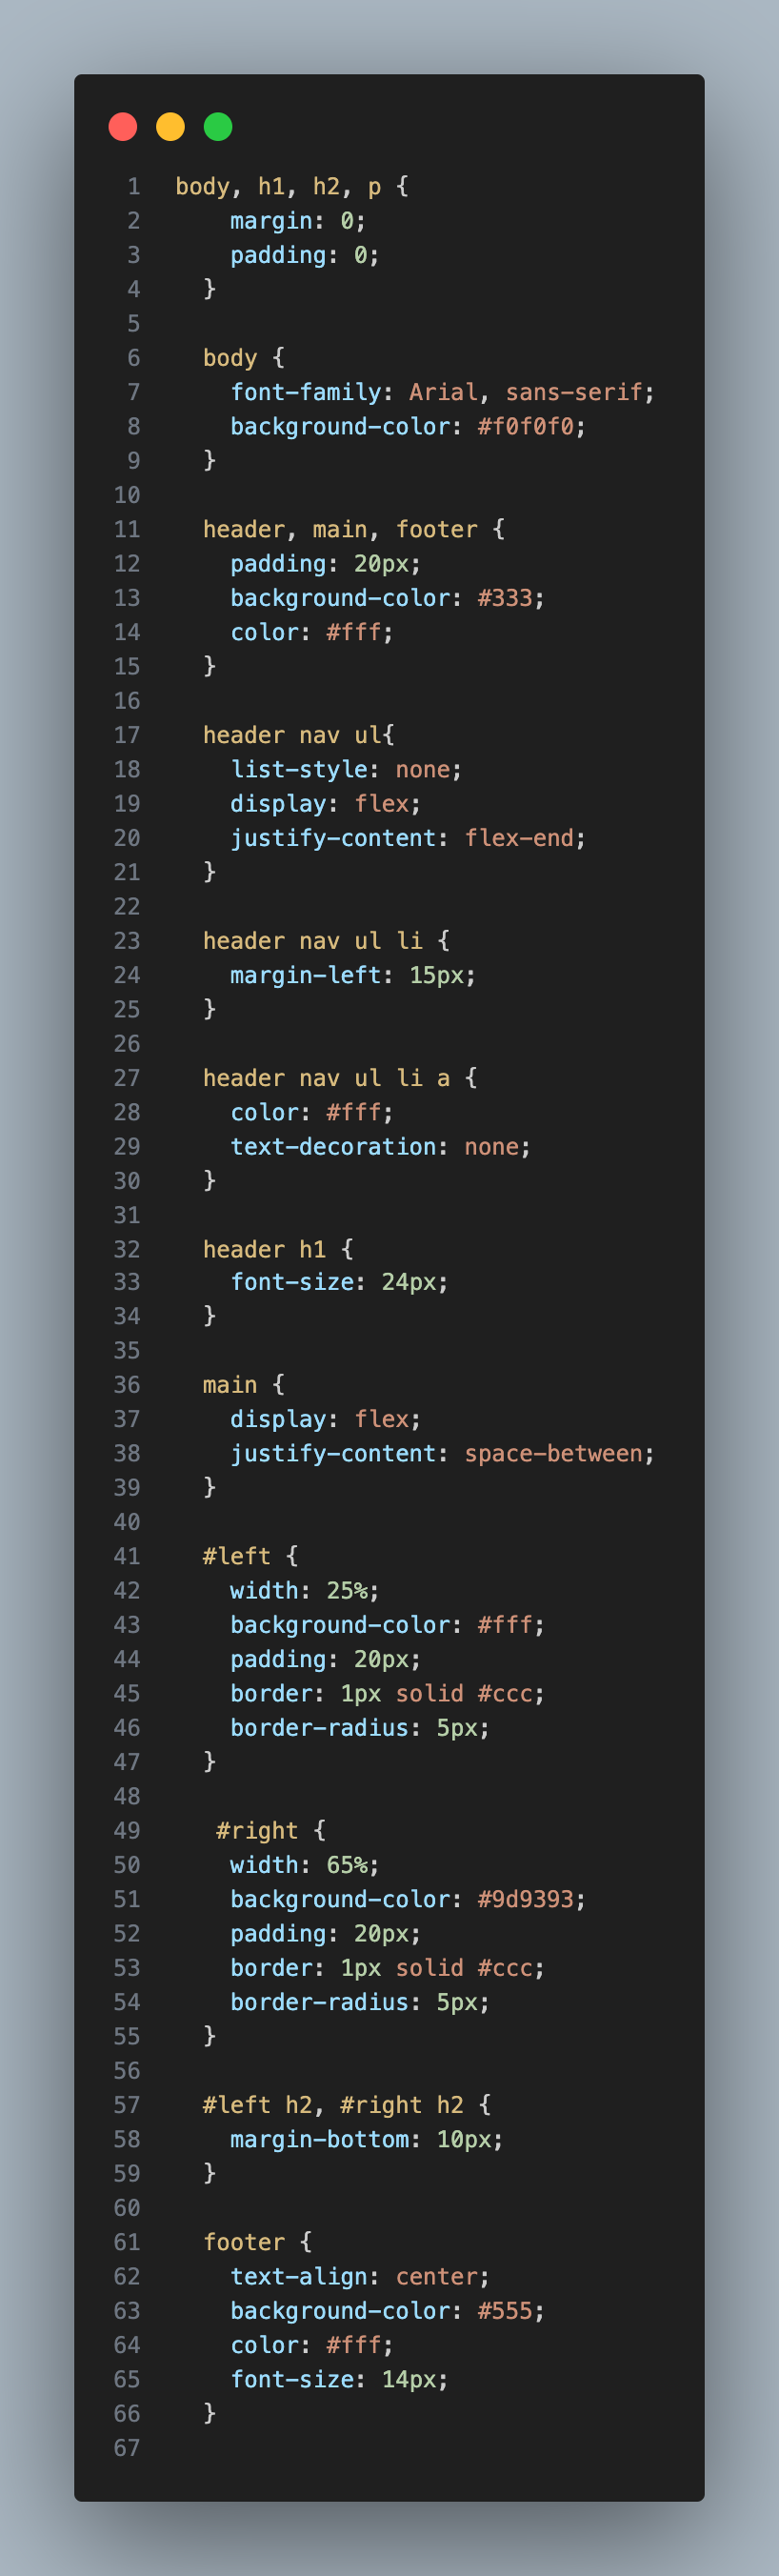 1 body, h1, h2, p {
2     margin: 0;
3     padding: 0;
4   }
5
6   body {
7     font-family: Arial, sans-serif;
8     background-color: #f0f0f0;
9   }
10
11   header, main, footer {
12     padding: 20px;
13     background-color: #333;
14     color: #fff;
15   }
16
17   header nav ul{
18     list-style: none;
19     display: flex;
20     justify-content: flex-end;
21   }
22
23   header nav ul li {
24     margin-left: 15px;
25   }
26
27   header nav ul li a {
28     color: #fff;
29     text-decoration: none;
30   }
31
32   header h1 {
33     font-size: 24px;
34   }
35
36   main {
37     display: flex;
38     justify-content: space-between;
39   }
40
41   #left {
42     width: 25%;
43     background-color: #fff;
44     padding: 20px;
45     border: 1px solid #ccc;
46     border-radius: 5px;
47   }
48
49    #right {
50     width: 65%;
51     background-color: #9d9393;
52     padding: 20px;
53     border: 1px solid #ccc;
54     border-radius: 5px;
55   }
56
57   #left h2, #right h2 {
58     margin-bottom: 10px;
59   }
60
61   footer {
62     text-align: center;
63     background-color: #555;
64     color: #fff;
65     font-size: 14px;
66   }
67